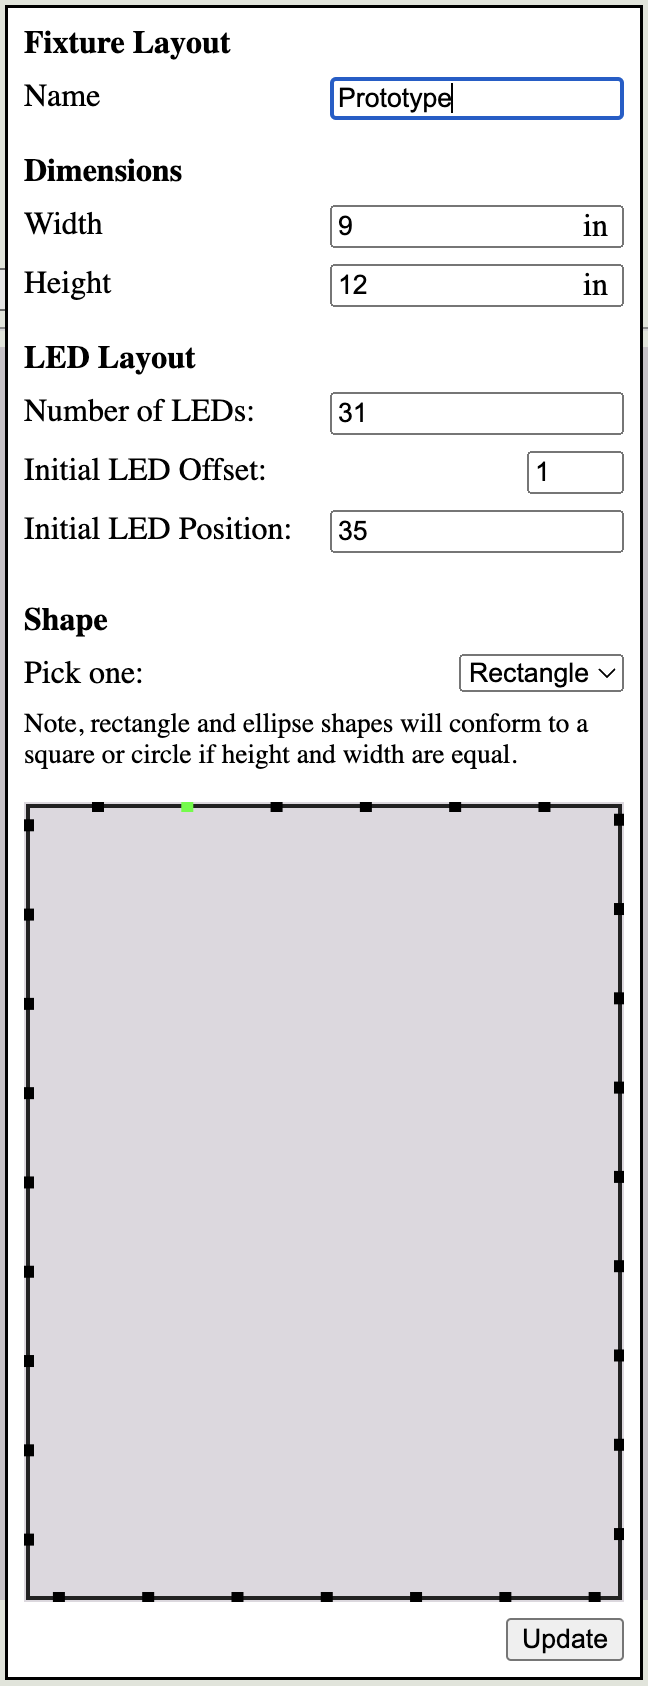 Fixture Layout
Name Prototype
Dimensions
Width 9 in
Height 12 in
LED Layout
Number of LEDs: 31
Initial LED Offset: 1
Initial LED Position: 35
Shape
Pick one: Rectangle
Note, rectangle and ellipse shapes will conform to a
square or circle if height and width are equal.
Update